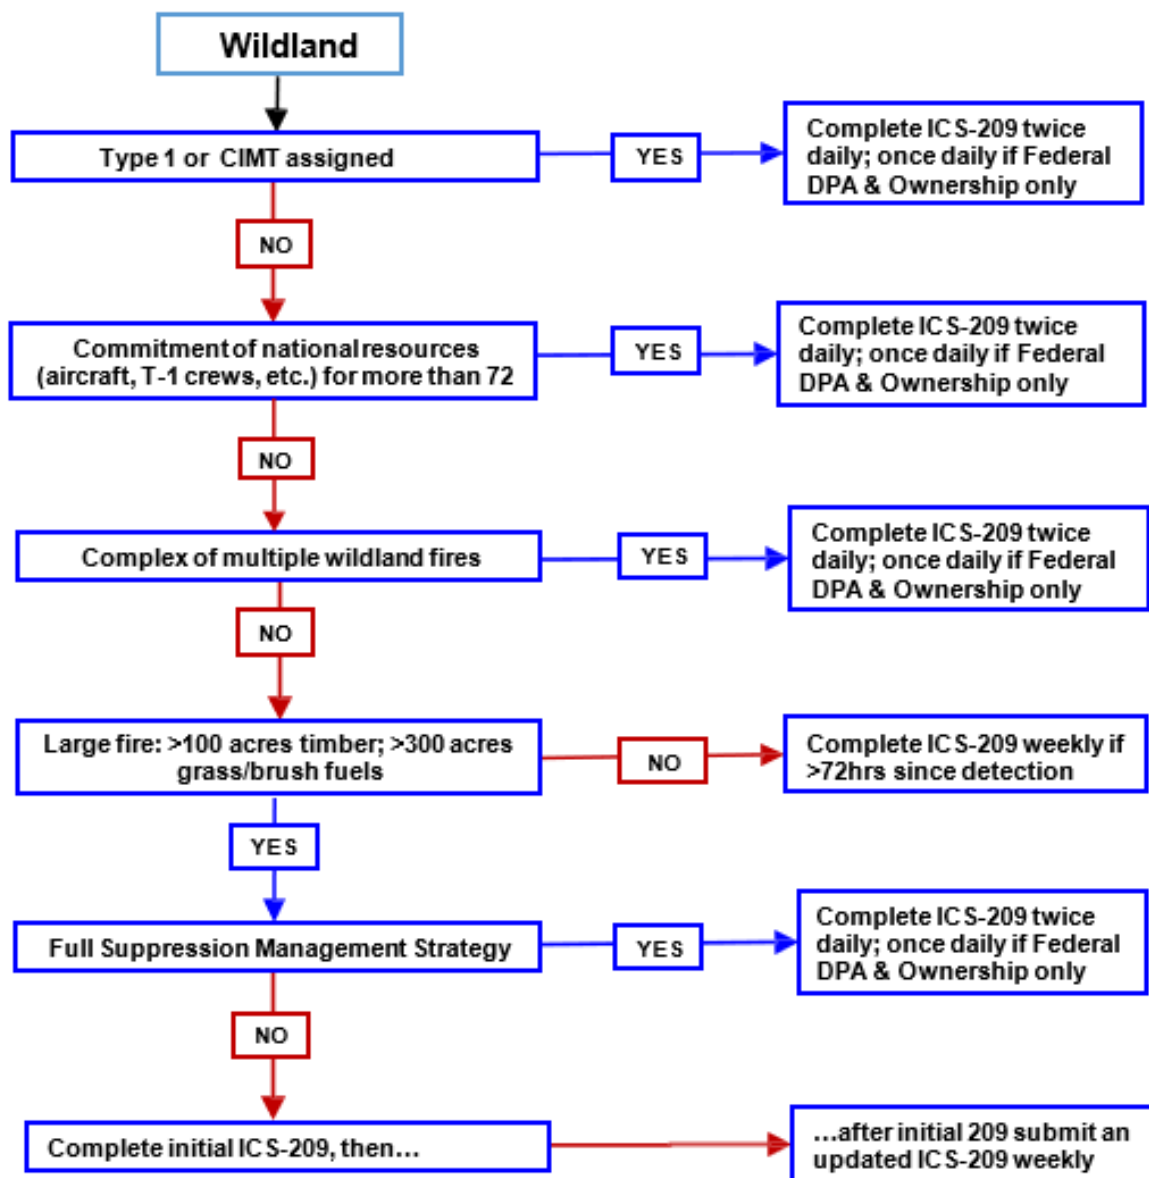 Wildland
Type 1 or CIMT assigned
YES
Complete ICS-209 twice
daily; once daily if Federal
DPA & Ownership only
NO
Commitment of national resources
(aircraft, T-1 crews, etc.) for more than 72
YES
Complete ICS-209 twice
daily; once daily if Federal
DPA & Ownership only
NO
Complex of multiple wildland fires
YES
Complete ICS-209 twice
daily; once daily if Federal
DPA & Ownership only
NO
Large fire: >100 acres timber; >300 acres
grass/brush fuels
NO
Complete ICS-209 weekly if
>72hrs since detection
YES
Full Suppression Management Strategy
YES
Complete ICS-209 twice
daily; once daily if Federal
DPA & Ownership only
NO
Complete initial ICS-209, then…
…after initial 209 submit an
updated ICS-209 weekly